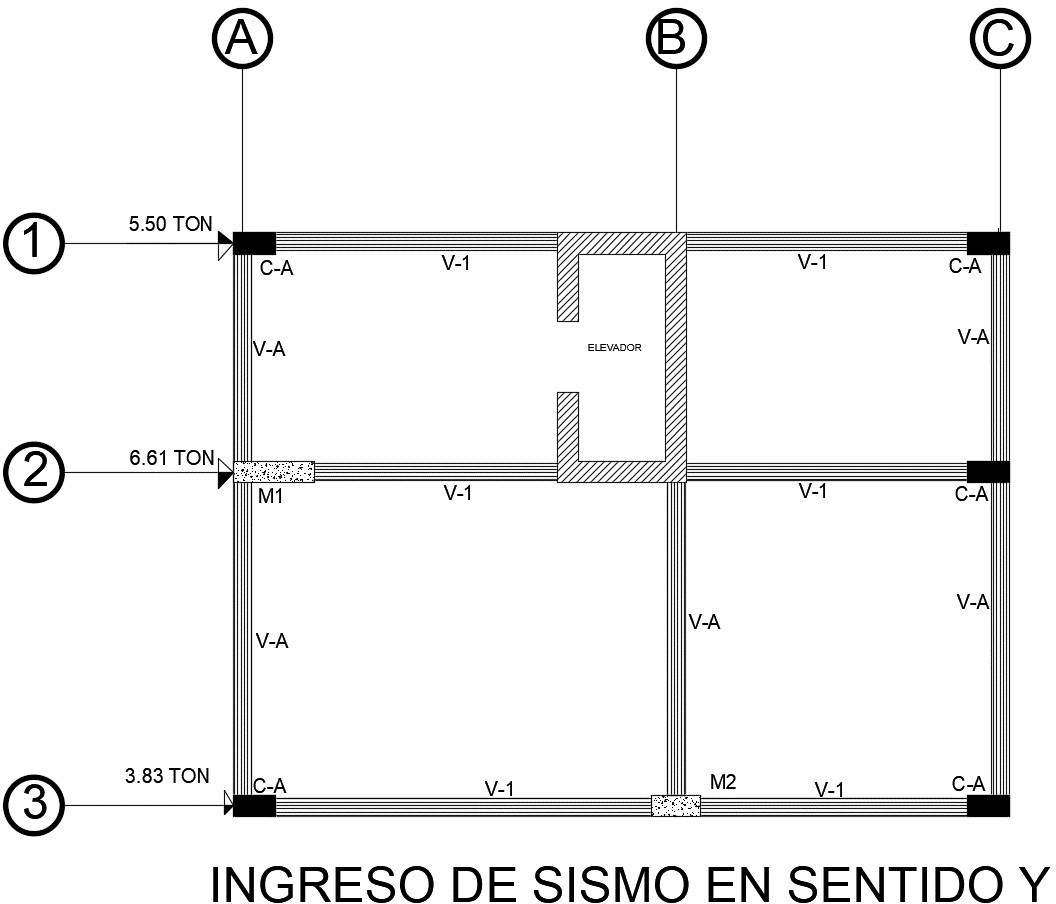 A B C
1 5.50 TON
C-A V-1 V-1 C-A
V-A ELEVADOR V-A
2 6.61 TON
M1 V-1 V-1 C-A
V-A V-A V-A
3 3.83 TON
C-A V-1 M2 V-1 C-A
INGRESO DE SISMO EN SENTIDO Y